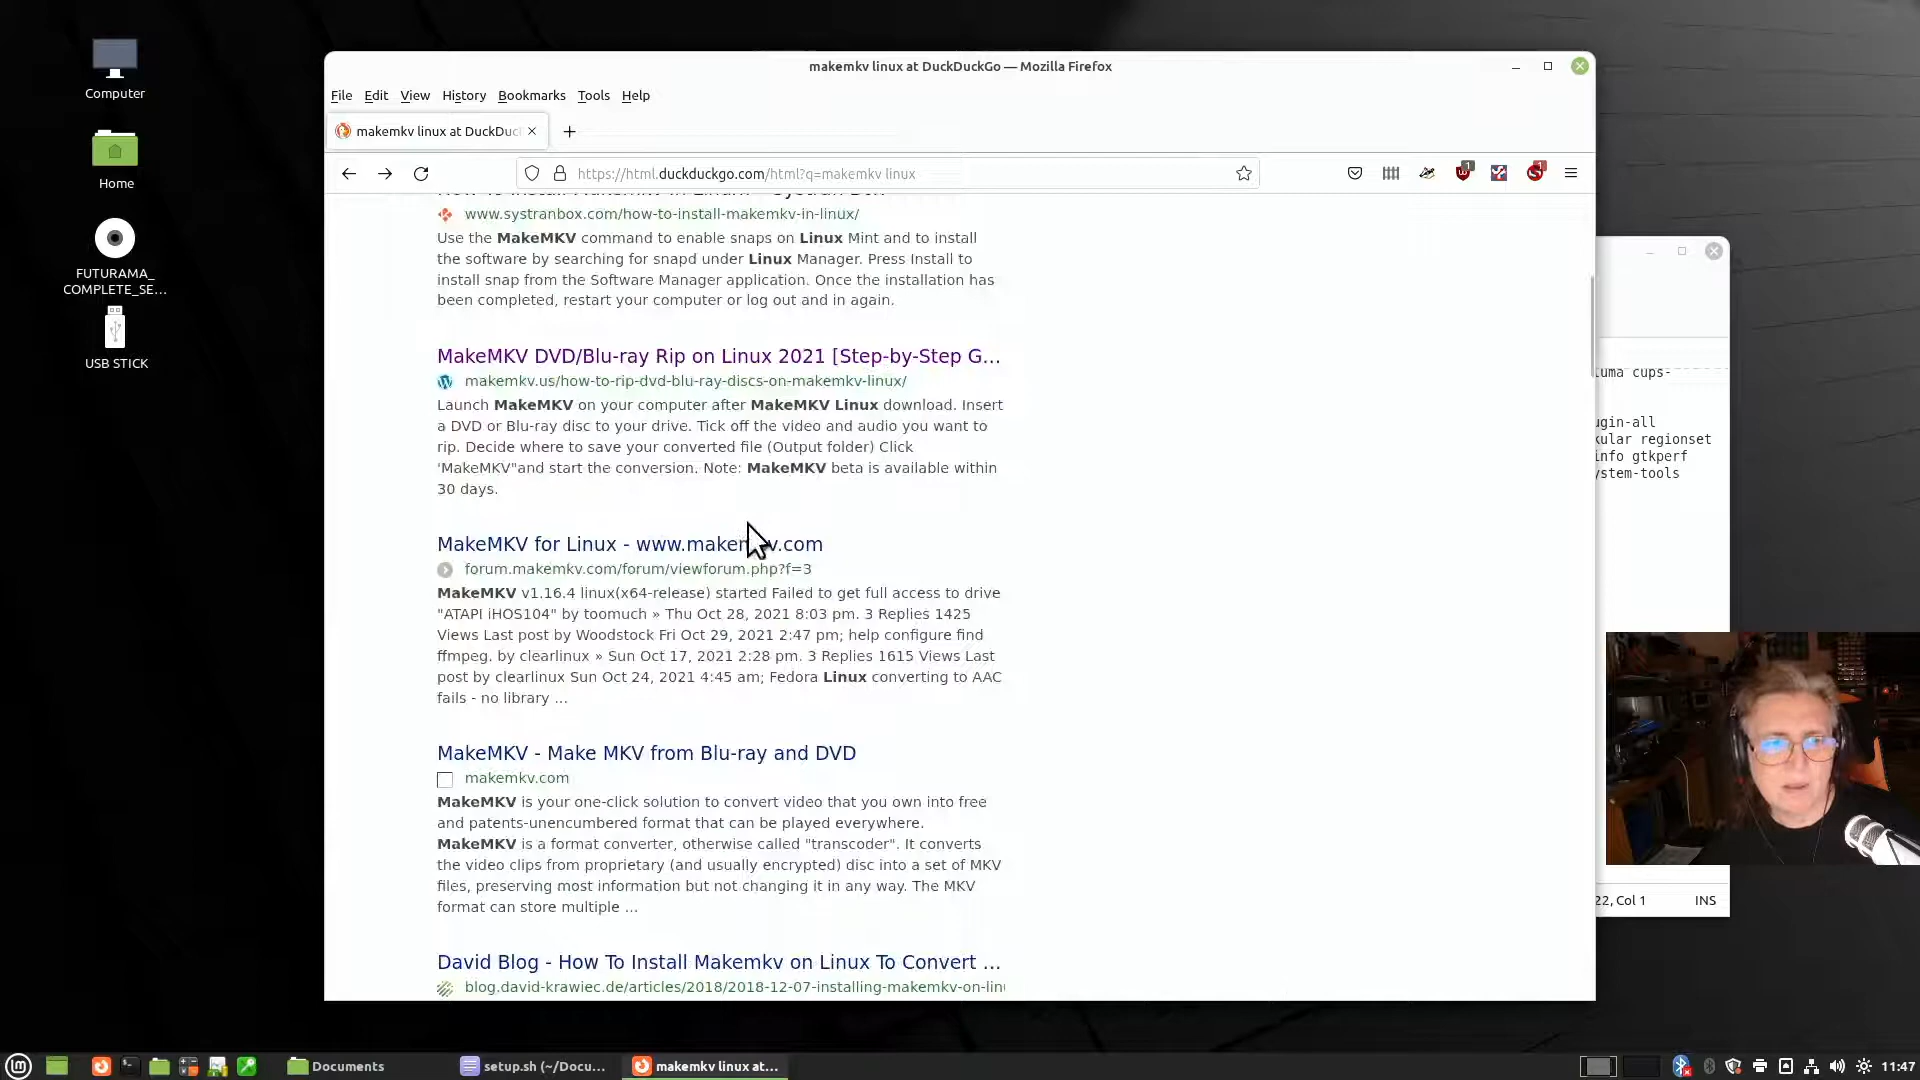 Computer
Home
FUTURAMA_
COMPLETE_SE...
USB STICK
makemkv linux at DuckDuckGo — Mozilla Firefox
File Edit View History Bookmarks Tools Help
makemkv linux at DuckDuc
https://html.duckduckgo.com/html?q=makemkv linux
1
1
www.systranbox.com/how-to-install-makemkv-in-linux/
Use the MakeMKV command to enable snaps on Linux Mint and to install
the software by searching for snapd under Linux Manager. Press Install to
install snap from the Software Manager application. Once the installation has
been completed, restart your computer or log out and in again.
MakeMKV DVD/Blu-ray Rip on Linux 2021 [Step-by-Step G...
makemkv.us/how-to-rip-dvd-blu-ray-discs-on-makemkv-linux/
Launch MakeMKV on your computer after MakeMKV Linux download. Insert
a DVD or Blu-ray disc to your drive. Tick off the video and audio you want to
rip. Decide where to save your converted file (Output folder) Click
'MakeMKV"and start the conversion. Note: MakeMKV beta is available within
30 days.
MakeMKV for Linux - www.makemkv.com
forum.makemkv.com/forum/viewforum.php?f=3
MakeMKV v1.16.4 linux(x64-release) started Failed to get full access to drive
"ATAPI iHOS104" by toomuch » Thu Oct 28, 2021 8:03 pm. 3 Replies 1425
Views Last post by Woodstock Fri Oct 29, 2021 2:47 pm; help configure find
ffmpeg. by clearlinux » Sun Oct 17, 2021 2:28 pm. 3 Replies 1615 Views Last
post by clearlinux Sun Oct 24, 2021 4:45 am; Fedora Linux converting to AAC
fails - no library ...
MakeMKV - Make MKV from Blu-ray and DVD
makemkv.com
MakeMKV is your one-click solution to convert video that you own into free
and patents-unencumbered format that can be played everywhere.
MakeMKV is a format converter, otherwise called "transcoder". It converts
the video clips from proprietary (and usually encrypted) disc into a set of MKV
files, preserving most information but not changing it in any way. The MKV
format can store multiple ...
David Blog - How To Install Makemkv on Linux To Convert ...
blog.david-krawiec.de/articles/2018/2018-12-07-installing-makemkv-on-lin
uma cups-
ugin-all
kular regionset
info gtkperf
ystem-tools
22, Col 1 INS
Documents
setup.sh (~/Docu...
makemkv linux at...
11:47